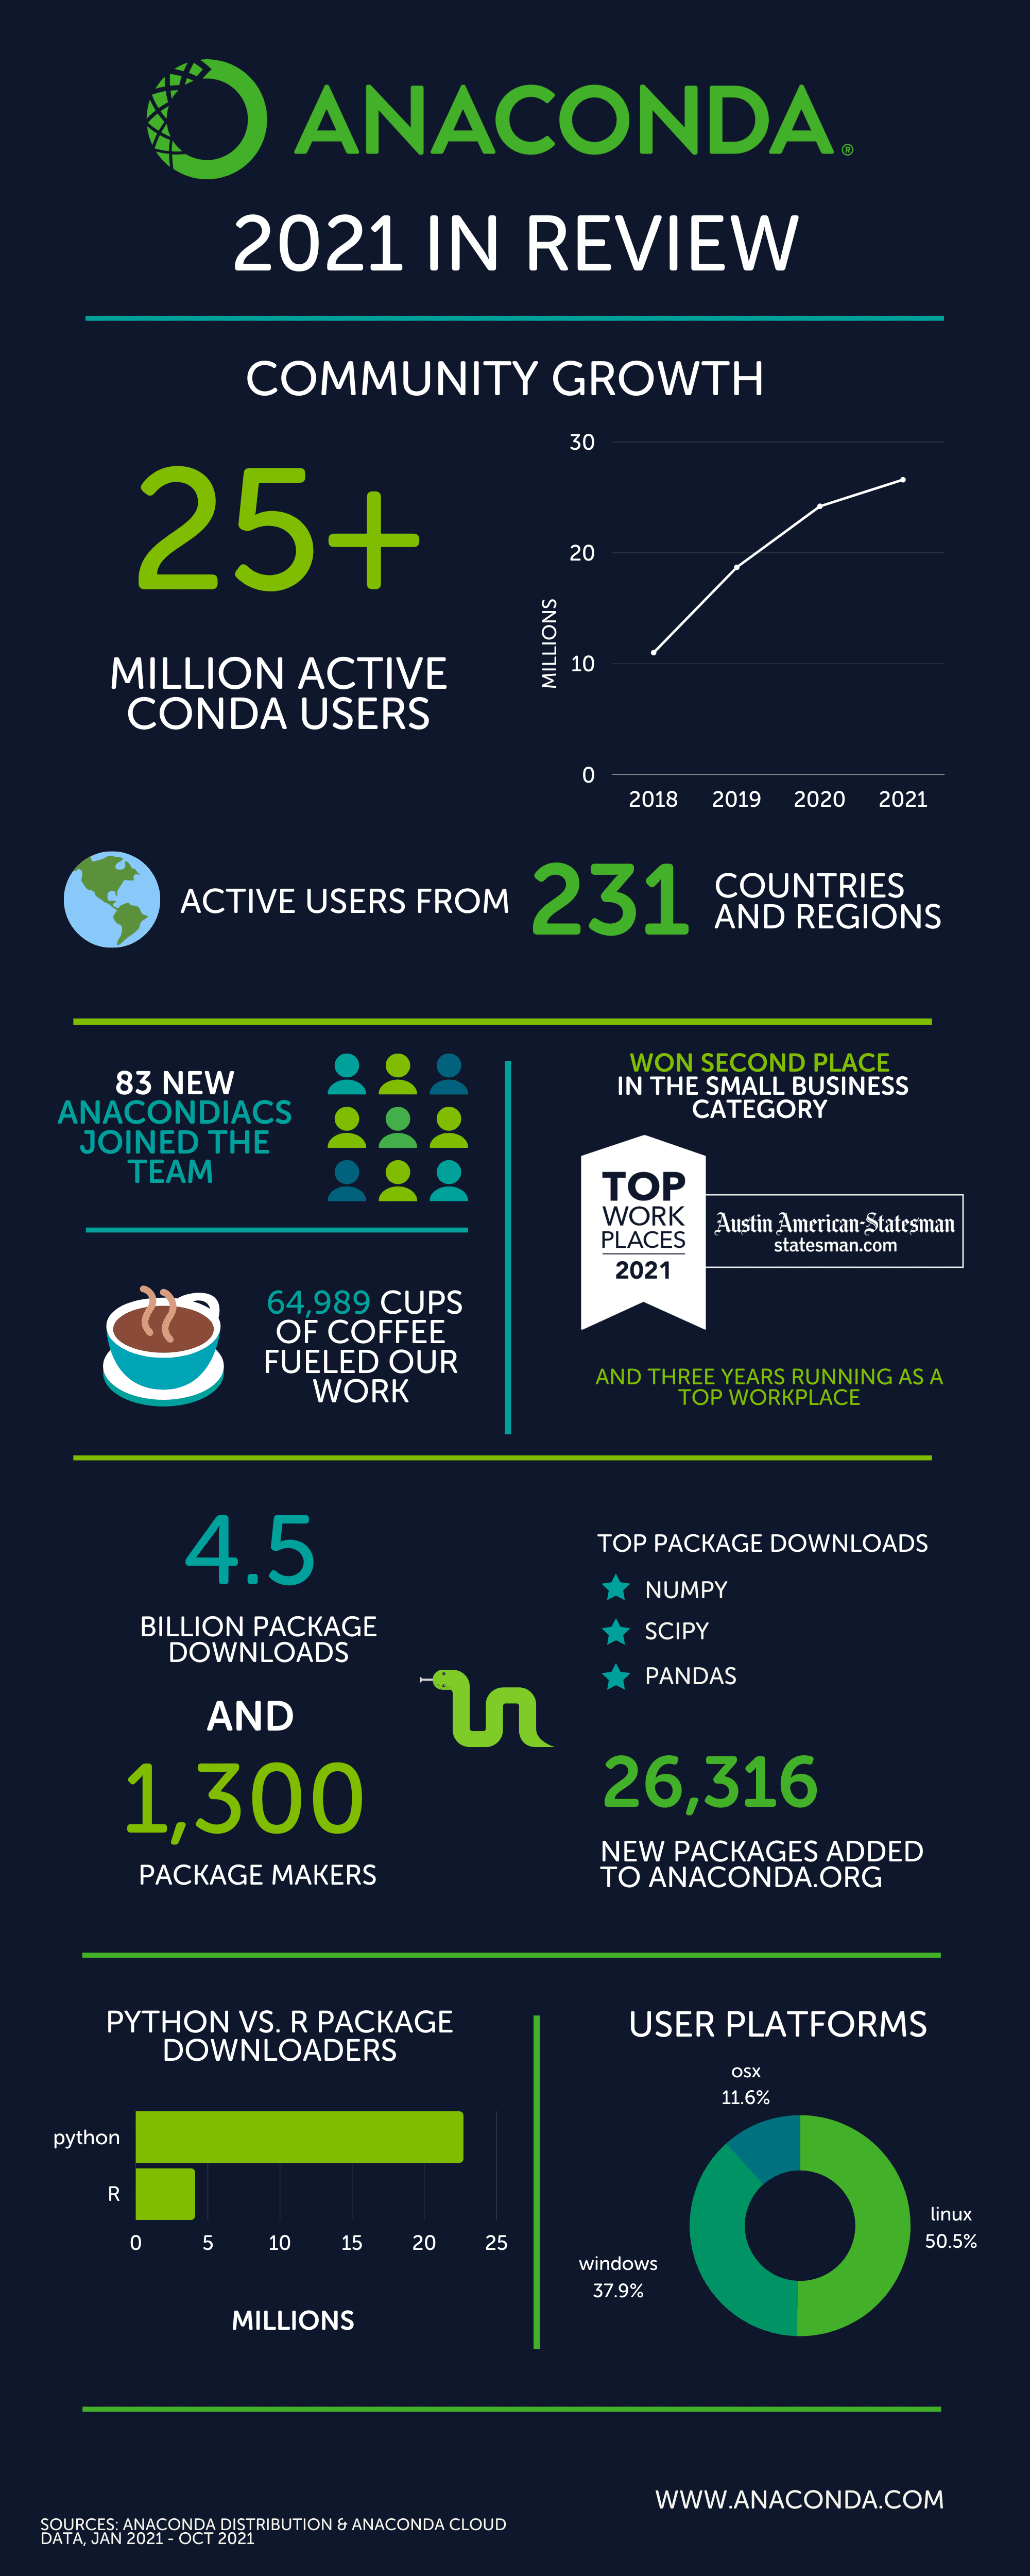 ANACONDA®
2021 IN REVIEW
COMMUNITY GROWTH
25+
MILLION ACTIVE
CONDA USERS
30
20
10
0
MILLIONS
2018 2019 2020 2021
ACTIVE USERS FROM
231
COUNTRIES
AND REGIONS
83 NEW
ANACONDIACS
JOINED THE
TEAM
64,989 CUPS
OF COFFEE
FUELED OUR
WORK
WON SECOND PLACE
IN THE SMALL BUSINESS
CATEGORY
TOP
WORK
PLACES
2021
Austin American-Statesman
statesman.com
AND THREE YEARS RUNNING AS A
TOP WORKPLACE
4.5
BILLION PACKAGE
DOWNLOADS
AND
1,300
PACKAGE MAKERS
TOP PACKAGE DOWNLOADS
NUMPY
SCIPY
PANDAS
26,316
NEW PACKAGES ADDED
TO ANACONDA.ORG
PYTHON VS. R PACKAGE
DOWNLOADERS
python
R
0 5 10 15 20 25
MILLIONS
USER PLATFORMS
osx
11.6%
linux
50.5%
windows
37.9%
WWW.ANACONDA.COM
SOURCES: ANACONDA DISTRIBUTION & ANACONDA CLOUD
DATA, JAN 2021 - OCT 2021